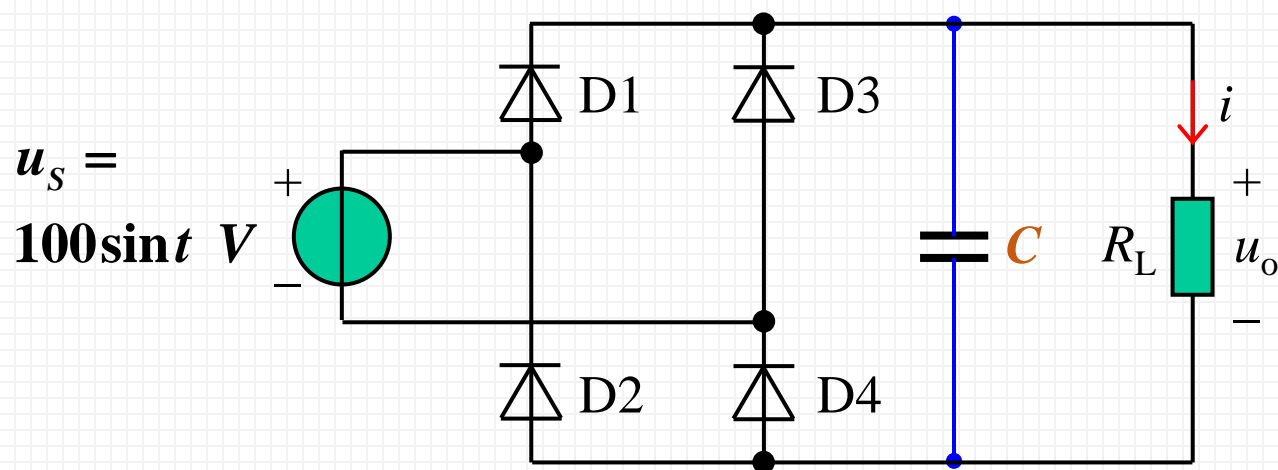 D1
D3
i
u_S =
100sin t V
+
−
C
R_L
+
u_o
−
D2
D4